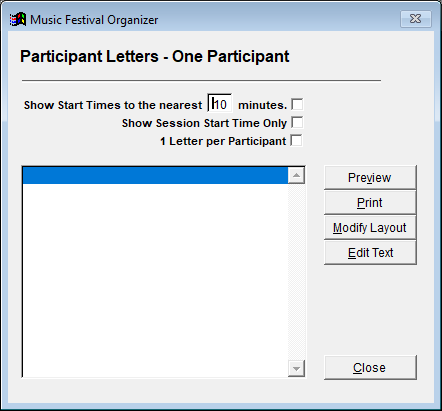 Music Festival Organizer
Participant Letters - One Participant
Show Start Times to the nearest 10 minutes.
Show Session Start Time Only
1 Letter per Participant
Preview
Print
Modify Layout
Edit Text
Close